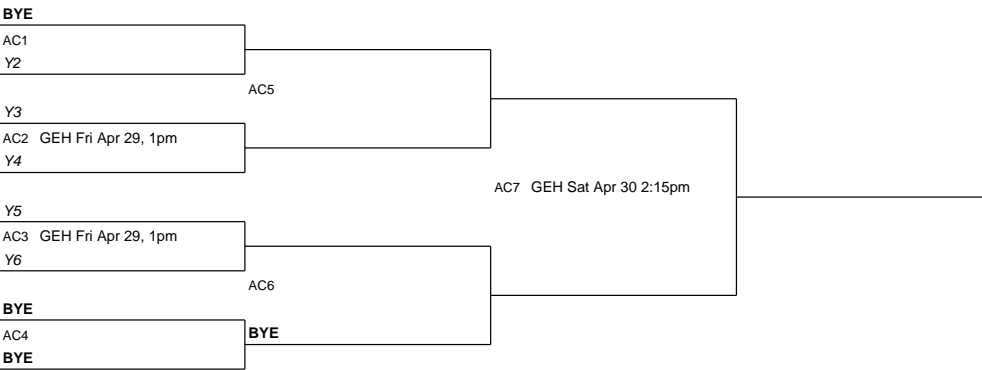 BYE
AC1
Y2
AC5
Y3
AC2 GEH Fri Apr 29, 1pm
Y4
AC7 GEH Sat Apr 30 2:15pm
Y5
AC3 GEH Fri Apr 29, 1pm
Y6
AC6
BYE
AC4
BYE
BYE